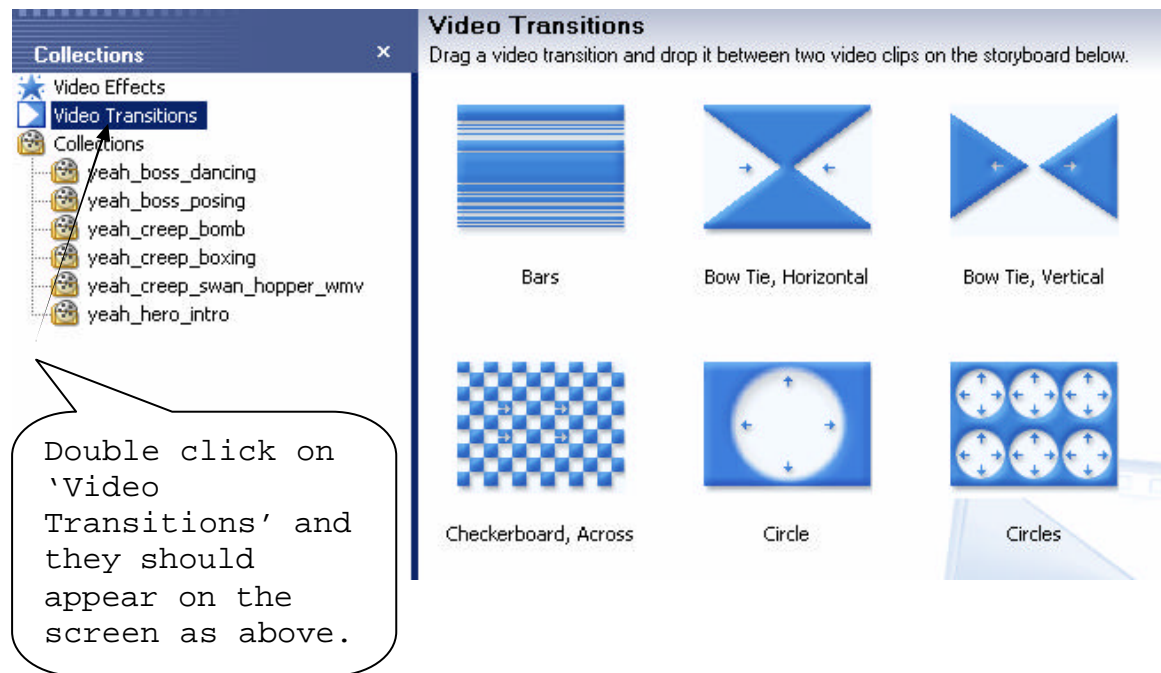 Collections
Video Effects
Video Transitions
Collections
yeah_boss_dancing
yeah_boss_posing
yeah_creep_bomb
yeah_creep_boxing
yeah_creep_swan_hopper_wmv
yeah_hero_intro
Double click on
‘Video
Transitions’ and
they should
appear on the
screen as above.
Video Transitions
Drag a video transition and drop it between two video clips on the storyboard below.
Bars
Bow Tie, Horizontal
Bow Tie, Vertical
Checkerboard, Across
Circle
Circles